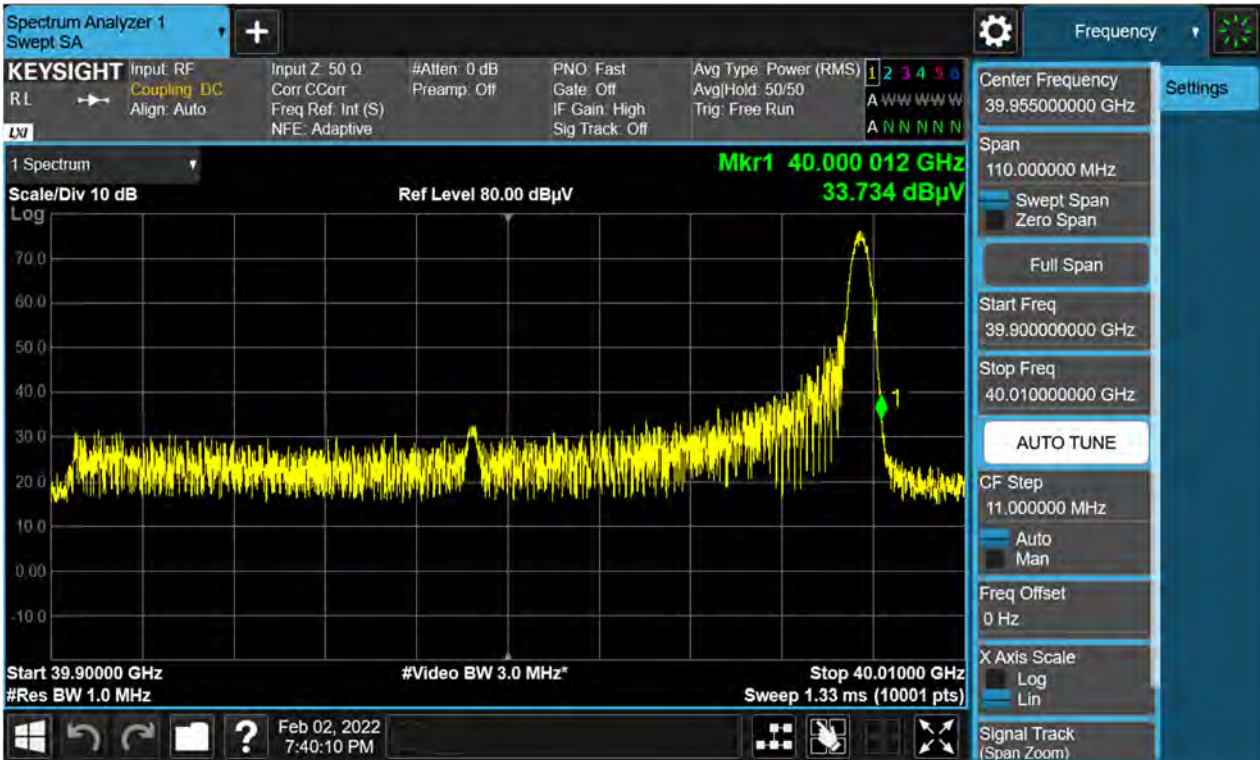 Spectrum Analyzer 1
Swept SA
+
Frequency
KEYSIGHT
R L
LXI
Input: RF
Coupling: DC
Align: Auto
Input Z: 50 Ω
Corr CCorr
Freq Ref: Int (S)
NFE: Adaptive
#Atten: 0 dB
Preamp: Off
PNO: Fast
Gate: Off
IF Gain: High
Sig Track: Off
Avg Type: Power (RMS)
Avg|Hold: 50/50
Trig: Free Run
1 2 3 4 5 6
A W W W W W
A N N N N N
1 Spectrum
Mkr1 40.000 012 GHz
33.734 dBµV
Scale/Div 10 dB
Ref Level 80.00 dBµV
Log
70.0
60.0
50.0
40.0
30.0
20.0
10.0
0.00
-10.0
1
Start 39.90000 GHz
#Video BW 3.0 MHz*
Stop 40.01000 GHz
#Res BW 1.0 MHz
Sweep 1.33 ms (10001 pts)
?
Feb 02, 2022
7:40:10 PM
Center Frequency
39.955000000 GHz
Span
110.000000 MHz
Swept Span
Zero Span
Full Span
Start Freq
39.900000000 GHz
Stop Freq
40.010000000 GHz
AUTO TUNE
CF Step
11.000000 MHz
Auto
Man
Freq Offset
0 Hz
X Axis Scale
Log
Lin
Signal Track
(Span Zoom)
Settings